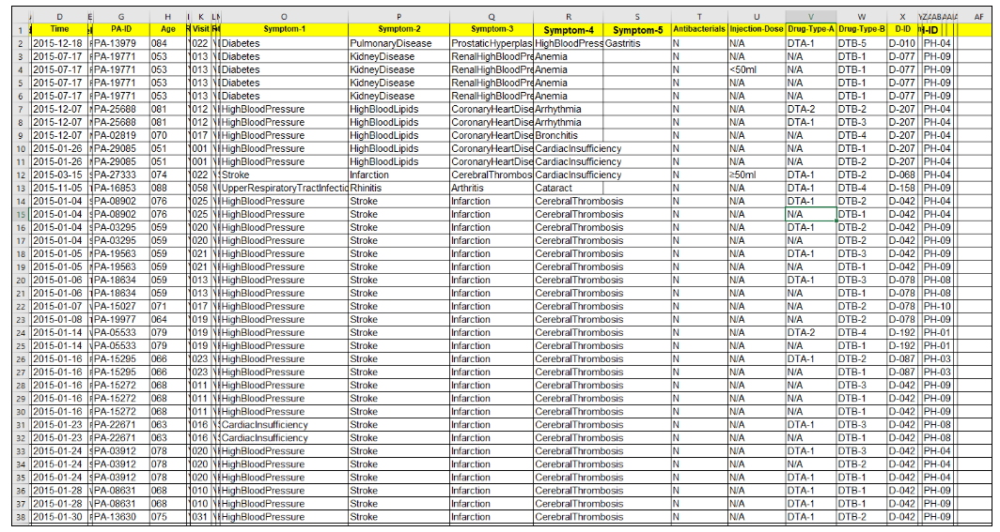 D E G H I K L N O P Q R S T U V W X AF
1 Time PA-ID Age Visit Symptom-1 Symptom-2 Symptom-3 Symptom-4 Symptom-5 Antibacterials Injection-Dose Drug-Type-A Drug-Type-B D-ID I-ID
2 2015-12-18 PA-13979 084 022 Diabetes PulmonaryDisease ProstaticHyperplas HighBloodPress Gastritis N N/A DTA-1 DTB-5 D-010 PH-04
3 2015-07-17 PA-19771 053 013 Diabetes KidneyDisease RenalHighBloodPre Anemia N N/A N/A DTB-1 D-077 PH-09
4 2015-07-17 PA-19771 053 013 Diabetes KidneyDisease RenalHighBloodPre Anemia N <50ml N/A DTB-1 D-077 PH-09
5 2015-07-17 PA-19771 053 013 Diabetes KidneyDisease RenalHighBloodPre Anemia N N/A N/A DTB-1 D-077 PH-09
6 2015-07-17 PA-19771 053 013 Diabetes KidneyDisease RenalHighBloodPre Anemia N N/A N/A DTB-1 D-077 PH-09
7 2015-12-07 PA-25688 081 012 HighBloodPressure HighBloodLipids CoronaryHeartDise Arrhythmia N N/A DTA-2 DTB-2 D-207 PH-04
8 2015-12-07 PA-25688 081 012 HighBloodPressure HighBloodLipids CoronaryHeartDise Arrhythmia N N/A DTA-1 DTB-3 D-207 PH-04
9 2015-12-07 PA-02819 070 017 HighBloodPressure HighBloodLipids CoronaryHeartDise Bronchitis N N/A N/A DTB-4 D-207 PH-04
10 2015-01-26 PA-29085 051 001 HighBloodPressure HighBloodLipids CoronaryHeartDise CardiacInsufficiency N N/A N/A DTB-1 D-207 PH-04
11 2015-01-26 PA-29085 051 001 HighBloodPressure HighBloodLipids CoronaryHeartDise CardiacInsufficiency N N/A N/A DTB-2 D-207 PH-04
12 2015-03-15 PA-27333 074 022 Stroke Infarction CerebralThrombos CardiacInsufficiency N ≥50ml DTA-1 DTB-2 D-068 PH-04
13 2015-11-05 PA-16853 088 058 UpperRespiratoryTractInfectio Rhinitis Arthritis Cataract N N/A DTA-1 DTB-4 D-158 PH-09
14 2015-01-04 PA-08902 076 025 HighBloodPressure Stroke Infarction CerebralThrombosis N N/A DTA-1 DTB-2 D-042 PH-04
15 2015-01-04 PA-08902 076 025 HighBloodPressure Stroke Infarction CerebralThrombosis N N/A N/A DTB-1 D-042 PH-04
16 2015-01-04 PA-03295 059 020 HighBloodPressure Stroke Infarction CerebralThrombosis N N/A DTA-1 DTB-2 D-042 PH-09
17 2015-01-04 PA-03295 059 020 HighBloodPressure Stroke Infarction CerebralThrombosis N N/A N/A DTB-2 D-042 PH-09
18 2015-01-05 PA-19563 059 021 HighBloodPressure Stroke Infarction CerebralThrombosis N N/A DTA-1 DTB-3 D-042 PH-09
19 2015-01-05 PA-19563 059 021 HighBloodPressure Stroke Infarction CerebralThrombosis N N/A N/A DTB-2 D-042 PH-09
20 2015-01-06 PA-18634 059 013 HighBloodPressure Stroke Infarction CerebralThrombosis N N/A DTA-1 DTB-3 D-078 PH-08
21 2015-01-06 PA-18634 059 013 HighBloodPressure Stroke Infarction CerebralThrombosis N N/A N/A DTB-1 D-078 PH-08
22 2015-01-07 PA-15027 071 017 HighBloodPressure Stroke Infarction CerebralThrombosis N N/A N/A DTB-2 D-078 PH-10
23 2015-01-08 PA-19977 064 019 HighBloodPressure Stroke Infarction CerebralThrombosis N N/A N/A DTB-2 D-078 PH-09
24 2015-01-14 PA-05533 079 019 HighBloodPressure Stroke Infarction CerebralThrombosis N N/A DTA-2 DTB-4 D-192 PH-01
25 2015-01-14 PA-05533 079 019 HighBloodPressure Stroke Infarction CerebralThrombosis N N/A N/A DTB-1 D-192 PH-01
26 2015-01-16 PA-15295 066 023 HighBloodPressure Stroke Infarction CerebralThrombosis N N/A DTA-1 DTB-2 D-087 PH-03
27 2015-01-16 PA-15295 066 023 HighBloodPressure Stroke Infarction CerebralThrombosis N N/A N/A DTB-1 D-087 PH-03
28 2015-01-16 PA-15272 068 011 HighBloodPressure Stroke Infarction CerebralThrombosis N N/A N/A DTB-3 D-042 PH-09
29 2015-01-16 PA-15272 068 011 HighBloodPressure Stroke Infarction CerebralThrombosis N N/A N/A DTB-1 D-042 PH-09
30 2015-01-16 PA-15272 068 011 HighBloodPressure Stroke Infarction CerebralThrombosis N N/A N/A DTB-1 D-042 PH-09
31 2015-01-23 PA-22671 063 016 CardiacInsufficiency Stroke Infarction CerebralThrombosis N N/A DTA-1 DTB-3 D-042 PH-08
32 2015-01-23 PA-22671 063 016 CardiacInsufficiency Stroke Infarction CerebralThrombosis N N/A N/A DTB-1 D-042 PH-08
33 2015-01-24 PA-03912 078 020 HighBloodPressure Stroke Infarction CerebralThrombosis N N/A DTA-1 DTB-3 D-042 PH-04
34 2015-01-24 PA-03912 078 020 HighBloodPressure Stroke Infarction CerebralThrombosis N N/A N/A DTB-2 D-042 PH-04
35 2015-01-24 PA-03912 078 020 HighBloodPressure Stroke Infarction CerebralThrombosis N N/A DTA-1 DTB-1 D-042 PH-04
36 2015-01-28 PA-08631 068 010 HighBloodPressure Stroke Infarction CerebralThrombosis N N/A DTA-1 DTB-1 D-042 PH-09
37 2015-01-28 PA-08631 068 010 HighBloodPressure Stroke Infarction CerebralThrombosis N N/A DTA-1 DTB-1 D-042 PH-09
38 2015-01-30 PA-13630 075 031 HighBloodPressure Stroke Infarction CerebralThrombosis N N/A DTA-1 DTB-2 D-042 PH-09